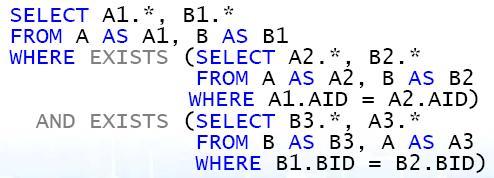 SELECT A1.*, B1.*
FROM A AS A1, B AS B1
WHERE EXISTS (SELECT A2.*, B2.*
FROM A AS A2, B AS B2
WHERE A1.AID = A2.AID)
AND EXISTS (SELECT B3.*, A3.*
FROM B AS B3, A AS A3
WHERE B1.BID = B2.BID)